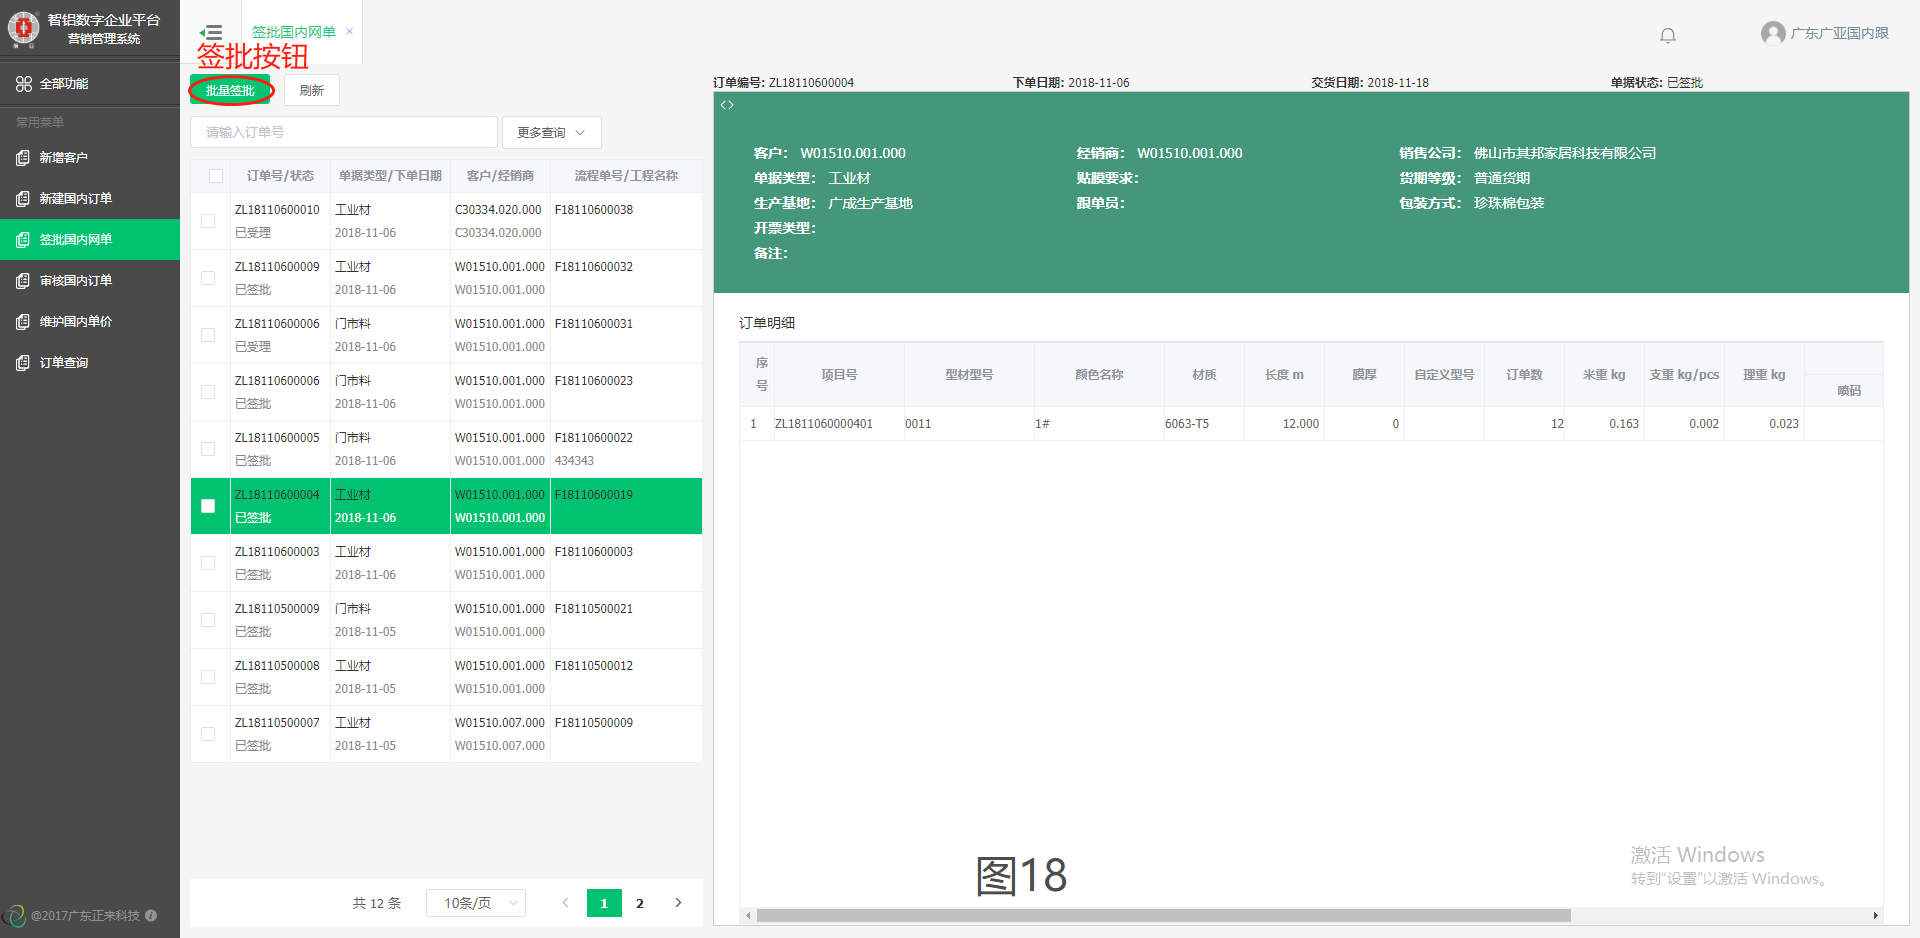 智铝数字企业平台
营销管理系统
全部功能
常用菜单
新增客户
新建国内订单
签批国内网单
审核国内订单
维护国内单价
订单查询
@2017广东正来科技
签批国内网单 ×
广东广亚国内跟
签批按钮
批量签批 刷新
请输入订单号 更多查询
订单号/状态 单据类型/下单日期 客户/经销商 流程单号/工程名称
ZL18110600010 工业材 C30334.020.000 F18110600038
已受理 2018-11-06 C30334.020.000
ZL18110600009 工业材 W01510.001.000 F18110600032
已签批 2018-11-06 W01510.001.000
ZL18110600006 门市料 W01510.001.000 F18110600031
已受理 2018-11-06 W01510.001.000
ZL18110600006 门市料 W01510.001.000 F18110600023
已签批 2018-11-06 W01510.001.000
ZL18110600005 门市料 W01510.001.000 F18110600022
已签批 2018-11-06 W01510.001.000 434343
ZL18110600004 工业材 W01510.001.000 F18110600019
已签批 2018-11-06 W01510.001.000
ZL18110600003 工业材 W01510.001.000 F18110600003
已签批 2018-11-06 W01510.001.000
ZL18110500009 门市料 W01510.001.000 F18110500021
已签批 2018-11-05 W01510.001.000
ZL18110500008 工业材 W01510.001.000 F18110500012
已签批 2018-11-05 W01510.001.000
ZL18110500007 工业材 W01510.007.000 F18110500009
已签批 2018-11-05 W01510.007.000
共 12 条 10条/页 1 2
订单编号: ZL18110600004 下单日期: 2018-11-06 交货日期: 2018-11-18 单据状态: 已签批
客户: W01510.001.000 经销商: W01510.001.000 销售公司: 佛山市其邦家居科技有限公司
单据类型: 工业材 贴膜要求: 货期等级: 普通货期
生产基地: 广成生产基地 跟单员: 包装方式: 珍珠棉包装
开票类型:
备注:
订单明细
序号 项目号 型材型号 颜色名称 材质 长度 m 膜厚 自定义型号 订单数 米重 kg 支重 kg/pcs 理重 kg 喷码
1 ZL1811060000401 0011 1# 6063-T5 12.000 0 12 0.163 0.002 0.023
图18
激活 Windows
转到"设置"以激活 Windows。